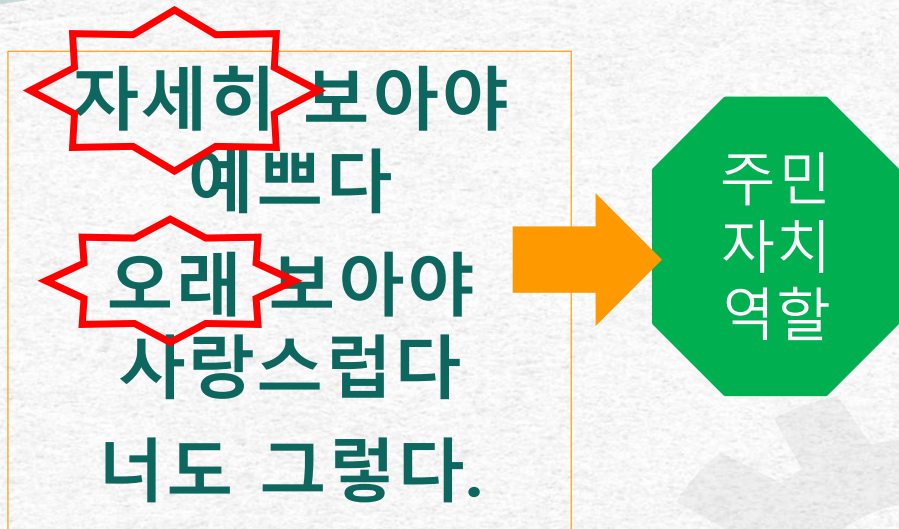 자세히 보아야
예쁘다
오래 보아야
사랑스럽다
너도 그렇다.
주민
자치
역할